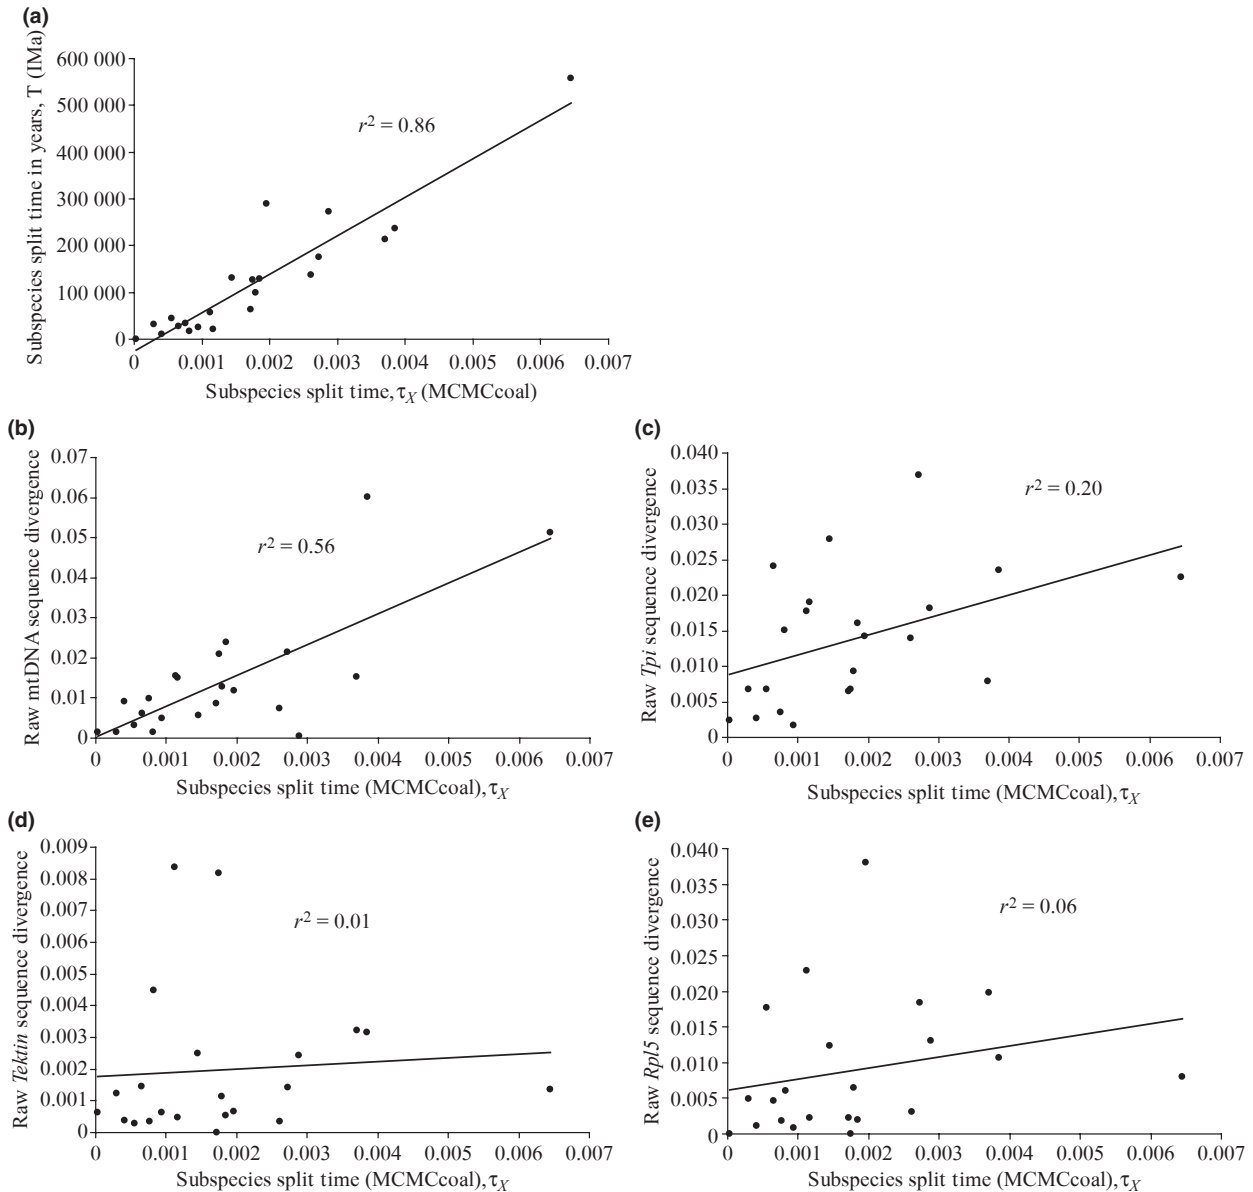 (a)
Subspecies split time in years, T (IMa)
600 000
500 000
400 000
300 000
200 000
100 000
0
r² = 0.86
0 0.001 0.002 0.003 0.004 0.005 0.006 0.007
Subspecies split time, τX (MCMCcoal)
(b)
Raw mtDNA sequence divergence
0.07
0.06
0.05
0.04
0.03
0.02
0.01
0
r² = 0.56
0 0.001 0.002 0.003 0.004 0.005 0.006 0.007
Subspecies split time (MCMCcoal), τX
(c)
Raw Tpi sequence divergence
0.040
0.035
0.030
0.025
0.020
0.015
0.010
0.005
0
r² = 0.20
0 0.001 0.002 0.003 0.004 0.005 0.006 0.007
Subspecies split time (MCMCcoal), τX
(d)
Raw Tektin sequence divergence
0.009
0.008
0.007
0.006
0.005
0.004
0.003
0.002
0.001
0
r² = 0.01
0 0.001 0.002 0.003 0.004 0.005 0.006 0.007
Subspecies split time (MCMCcoal), τX
(e)
Raw Rpl5 sequence divergence
0.040
0.035
0.030
0.025
0.020
0.015
0.010
0.005
0
r² = 0.06
0 0.001 0.002 0.003 0.004 0.005 0.006 0.007
Subspecies split time (MCMCcoal), τX